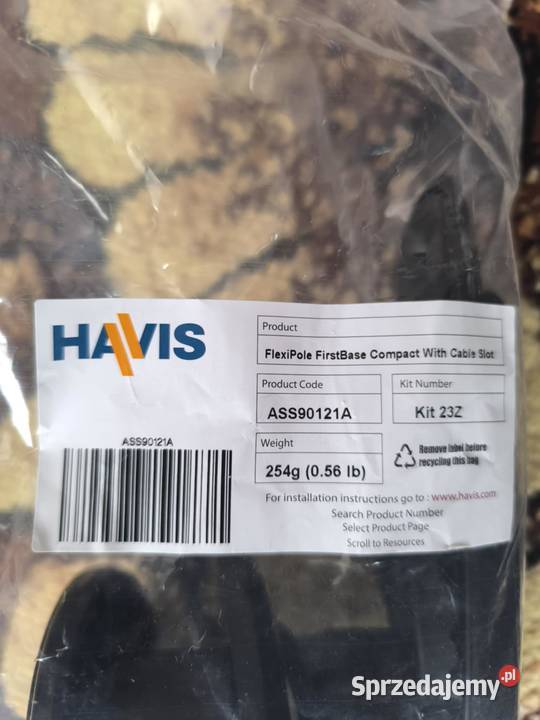 HAVIS
Product
FlexiPole FirstBase Compact With Cable Slot
Product Code
ASS90121A
Kit Number
Kit 23Z
Weight
254g (0.56 lb)
Remove label before
recycling this bag
ASS90121A
For installation instructions go to : www.havis.com
Search Product Number
Select Product Page
Scroll to Resources
Sprzedajemy.pl